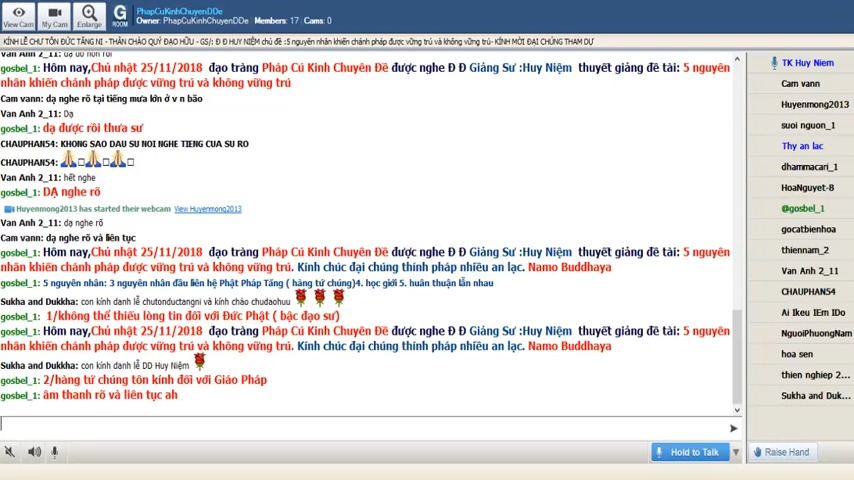 View Cam
My Cam
Enlarge
G
ROOM
PhapCuKinhChuyenDDe
Owner: PhapCuKinhChuyenDDe Members: 17 Cams: 0
KÍNH LỄ CHƯ TÔN ĐỨC TĂNG NI - THÂN CHÀO QUÝ ĐẠO HỮU - GS/: Đ Đ HUY NIỆM chủ đề :5 nguyên nhân khiến chánh pháp được vững trú và không vững trú- KÍNH MỜI ĐẠI CHÚNG THAM DỰ
gosbel_1: Hôm nay,Chủ nhật 25/11/2018 đạo tràng Pháp Cú Kinh Chuyên Đề được nghe Đ Đ Giảng Sư :Huy Niệm thuyết giảng đề tài: 5 nguyên
nhân khiến chánh pháp được vững trú và không vững trú
Cam vann: dạ nghe rõ tại tiếng mưa lớn ở v n bão
Van Anh 2_11: Dạ
gosbel_1: dạ được rồi thưa sư
CHAUPHAN54: KHONG SAO DAU SU NOI NGHE TIENG CUA SU RO
CHAUPHAN54:
Van Anh 2_11: hết nghe
gosbel_1: DẠ nghe rõ
Huyenmong2013 has started their webcam View Huyenmong2013
Van Anh 2_11: dạ nghe rõ
Cam vann: dạ nghe rõ và liên tục
gosbel_1: Hôm nay,Chủ nhật 25/11/2018 đạo tràng Pháp Cú Kinh Chuyên Đề được nghe Đ Đ Giảng Sư :Huy Niệm thuyết giảng đề tài: 5 nguyên
nhân khiến chánh pháp được vững trú và không vững trú. Kính chúc đại chúng thính pháp nhiều an lạc. Namo Buddhaya
gosbel_1: 5 nguyên nhân: 3 nguyên nhân đầu liên hệ Phật Pháp Tăng ( hàng tứ chúng)4. học giới 5. huân thuận lẫn nhau
Sukha and Dukkha: con kính danh lễ chutonductangni và kính chào chudaohuu
gosbel_1: 1/không thể thiếu lòng tin đối với Đức Phật ( bậc đạo sư)
gosbel_1: Hôm nay,Chủ nhật 25/11/2018 đạo tràng Pháp Cú Kinh Chuyên Đề được nghe Đ Đ Giảng Sư :Huy Niệm thuyết giảng đề tài: 5 nguyên
nhân khiến chánh pháp được vững trú và không vững trú. Kính chúc đại chúng thính pháp nhiều an lạc. Namo Buddhaya
Sukha and Dukkha: con kính danh lễ DD Huy Niệm
gosbel_1: 2/hàng tứ chúng tôn kính đối với Giáo Pháp
gosbel_1: âm thanh rõ và liên tục ah
Hold to Talk
TK Huy Niem
Cam vann
Huyenmong2013
suoi nguon_1
Thy an lac
dhammacari_1
HoaNguyet-8
@gosbel_1
gocatbienhoa
thiennam_2
Van Anh 2_11
CHAUPHAN54
Ai Ikeu IEm IDo
NguoiPhuongNam
hoa sen
thien nghiep 2...
Sukha and Duk...
Raise Hand